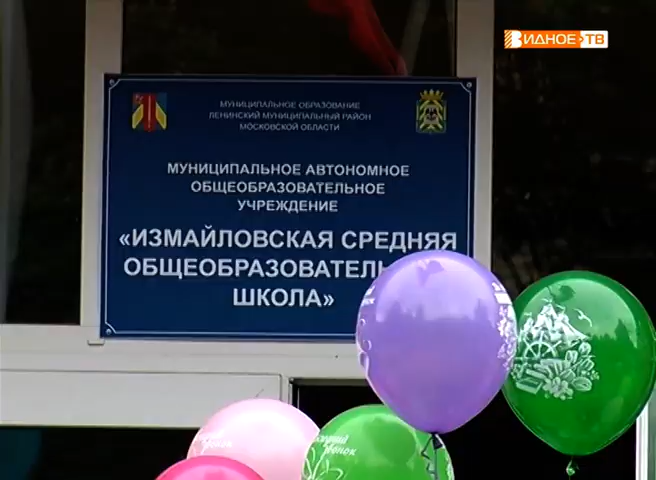 ВИДНОЕ-ТВ
МУНИЦИПАЛЬНОЕ ОБРАЗОВАНИЕ
ЛЕНИНСКИЙ МУНИЦИПАЛЬНЫЙ РАЙОН
МОСКОВСКОЙ ОБЛАСТИ
МУНИЦИПАЛЬНОЕ АВТОНОМНОЕ
ОБЩЕОБРАЗОВАТЕЛЬНОЕ
УЧРЕЖДЕНИЕ
«ИЗМАЙЛОВСКАЯ СРЕДНЯЯ
ОБЩЕОБРАЗОВАТЕЛЬ
ШКОЛА»